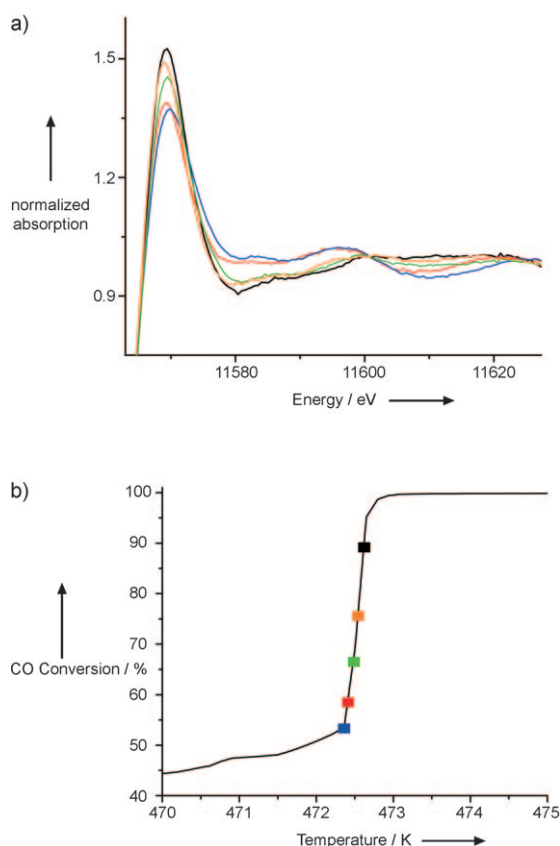 a)
1.5
1.2
0.9
normalized
absorption
11580
11600
11620
Energy / eV
b)
100
90
80
70
60
50
40
CO Conversion / %
470
471
472
473
474
475
Temperature / K